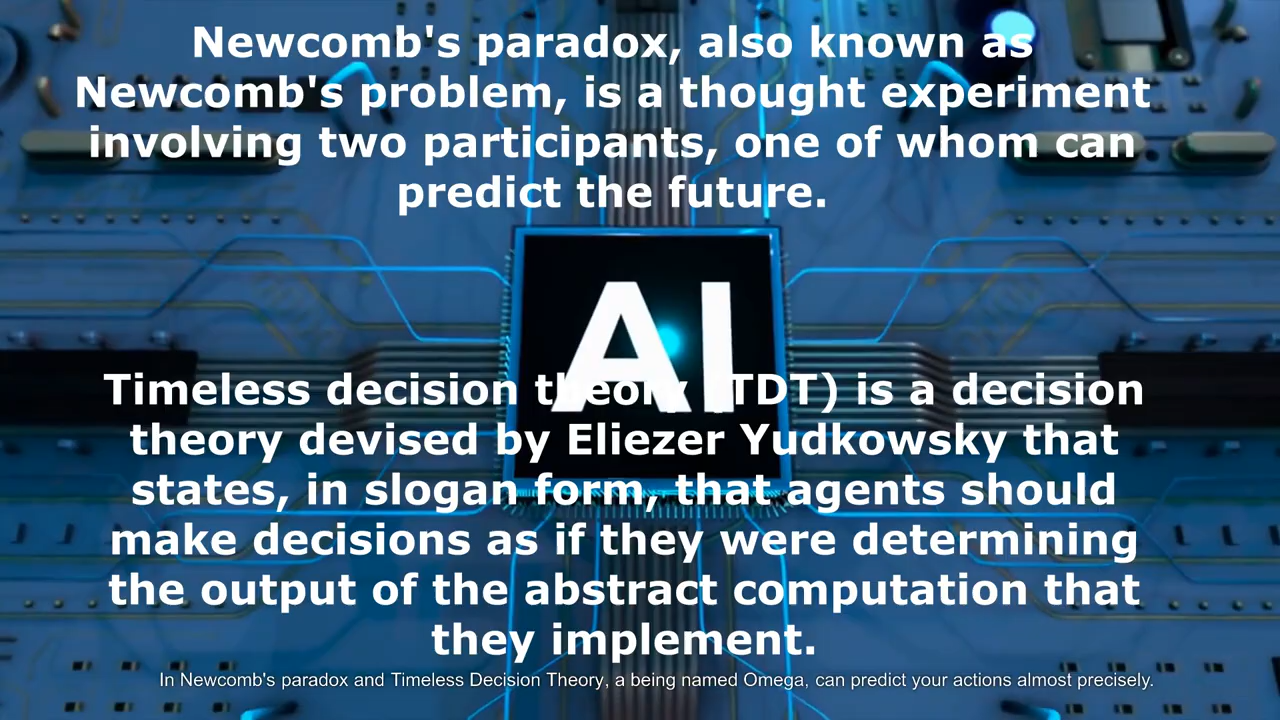 Newcomb's paradox, also known as
Newcomb's problem, is a thought experiment
involving two participants, one of whom can
predict the future.
AI
Timeless decision theory (TDT) is a decision
theory devised by Eliezer Yudkowsky that
states, in slogan form, that agents should
make decisions as if they were determining
the output of the abstract computation that
they implement.
In Newcomb's paradox and Timeless Decision Theory, a being named Omega, can predict your actions almost precisely.